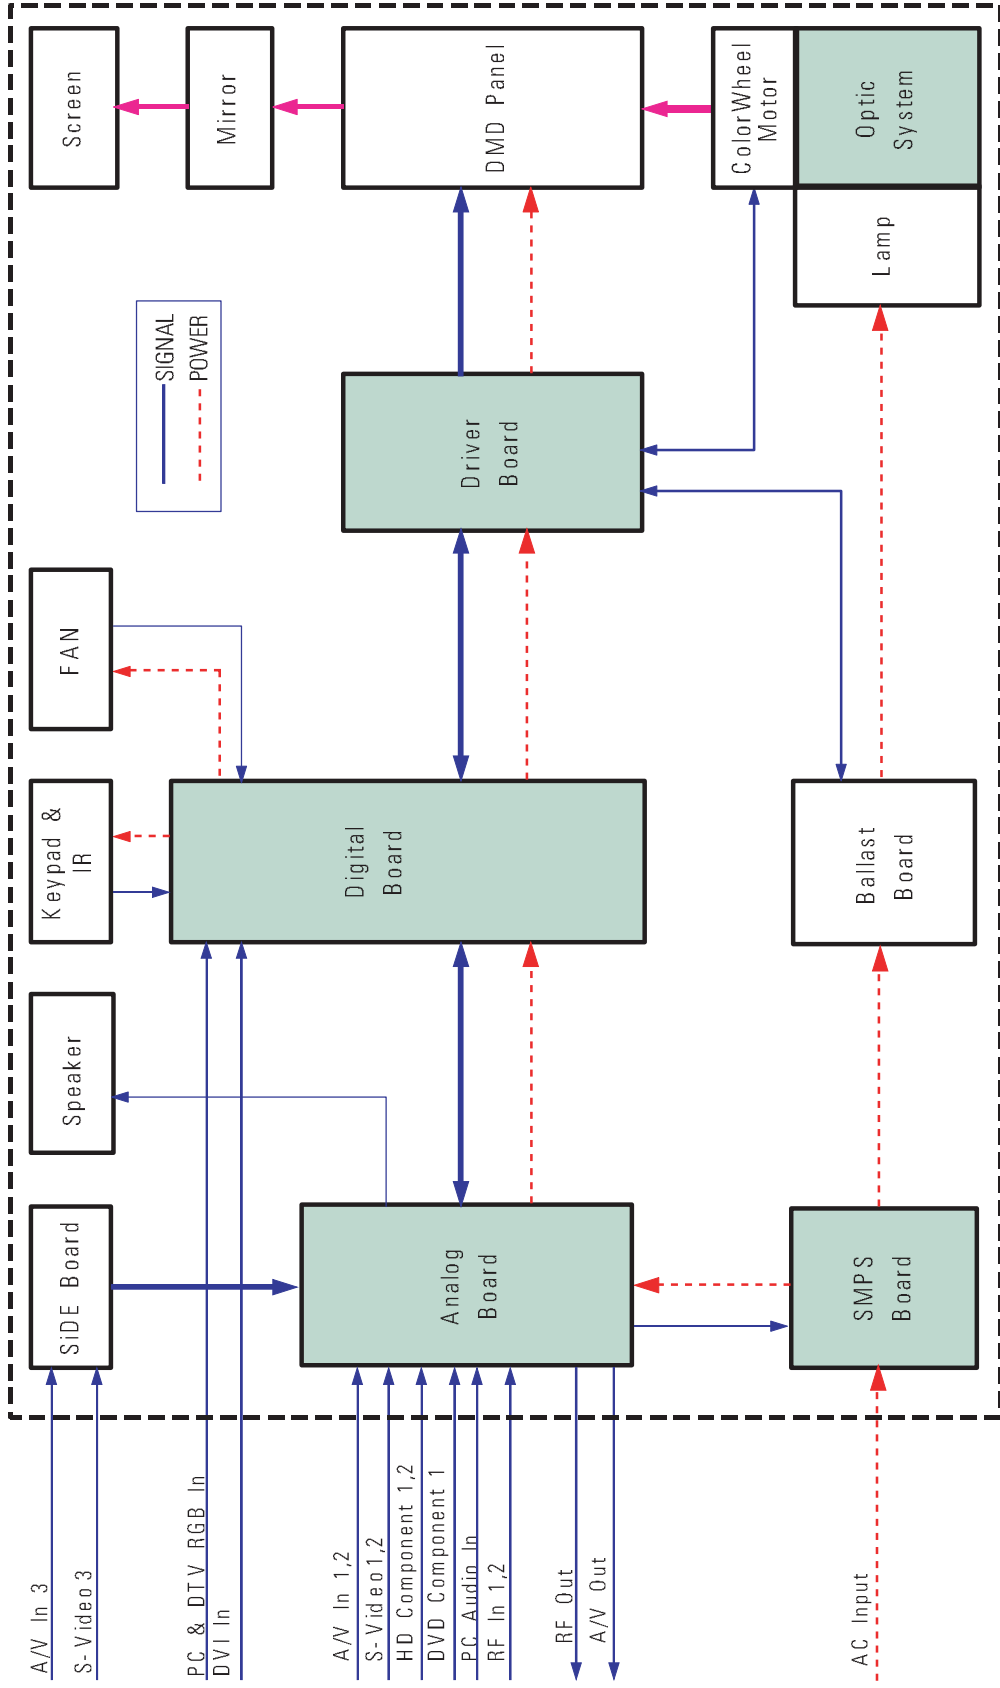 A/V In 3
S-Video3
PC & DTV RGB In
DVI In
A/V In 1,2
S-Video1,2
HD Component 1,2
DVD Component 1
PC Audio In
RF In 1,2
RF Out
A/V Out
AC Input
SiDE Board
Speaker
Keypad &
IR
FAN
SIGNAL
POWER
Screen
Mirror
DMD Panel
ColorWheel
Motor
Optic
System
Lamp
Analog
Board
Digital
Board
Driver
Board
SMPS
Board
Ballast
Board